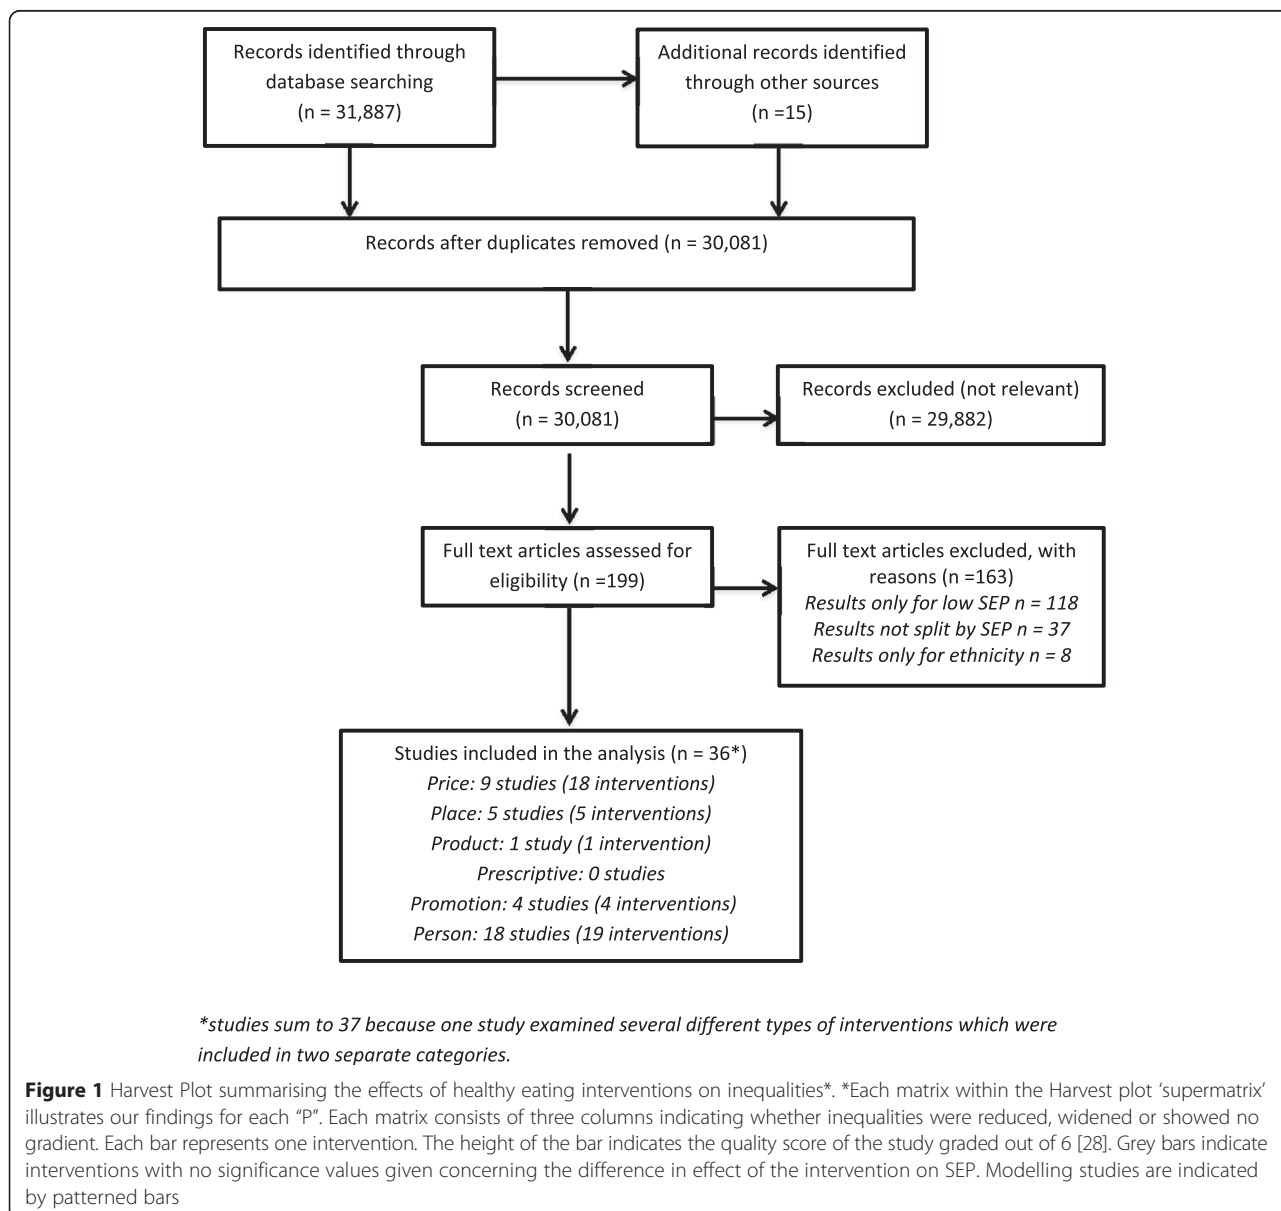 Records identified through
database searching
(n = 31,887)
Additional records identified
through other sources
(n =15)
Records after duplicates removed (n = 30,081)
Records screened
(n = 30,081)
Records excluded (not relevant)
(n = 29,882)
Full text articles assessed for
eligibility (n =199)
Full text articles excluded, with
reasons (n =163)
Results only for low SEP n = 118
Results not split by SEP n = 37
Results only for ethnicity n = 8
Studies included in the analysis (n = 36*)
Price: 9 studies (18 interventions)
Place: 5 studies (5 interventions)
Product: 1 study (1 intervention)
Prescriptive: 0 studies
Promotion: 4 studies (4 interventions)
Person: 18 studies (19 interventions)
*studies sum to 37 because one study examined several different types of interventions which were
included in two separate categories.
Figure 1 Harvest Plot summarising the effects of healthy eating interventions on inequalities*. *Each matrix within the Harvest plot ‘supermatrix’
illustrates our findings for each “P”. Each matrix consists of three columns indicating whether inequalities were reduced, widened or showed no
gradient. Each bar represents one intervention. The height of the bar indicates the quality score of the study graded out of 6 [28]. Grey bars indicate
interventions with no significance values given concerning the difference in effect of the intervention on SEP. Modelling studies are indicated
by patterned bars